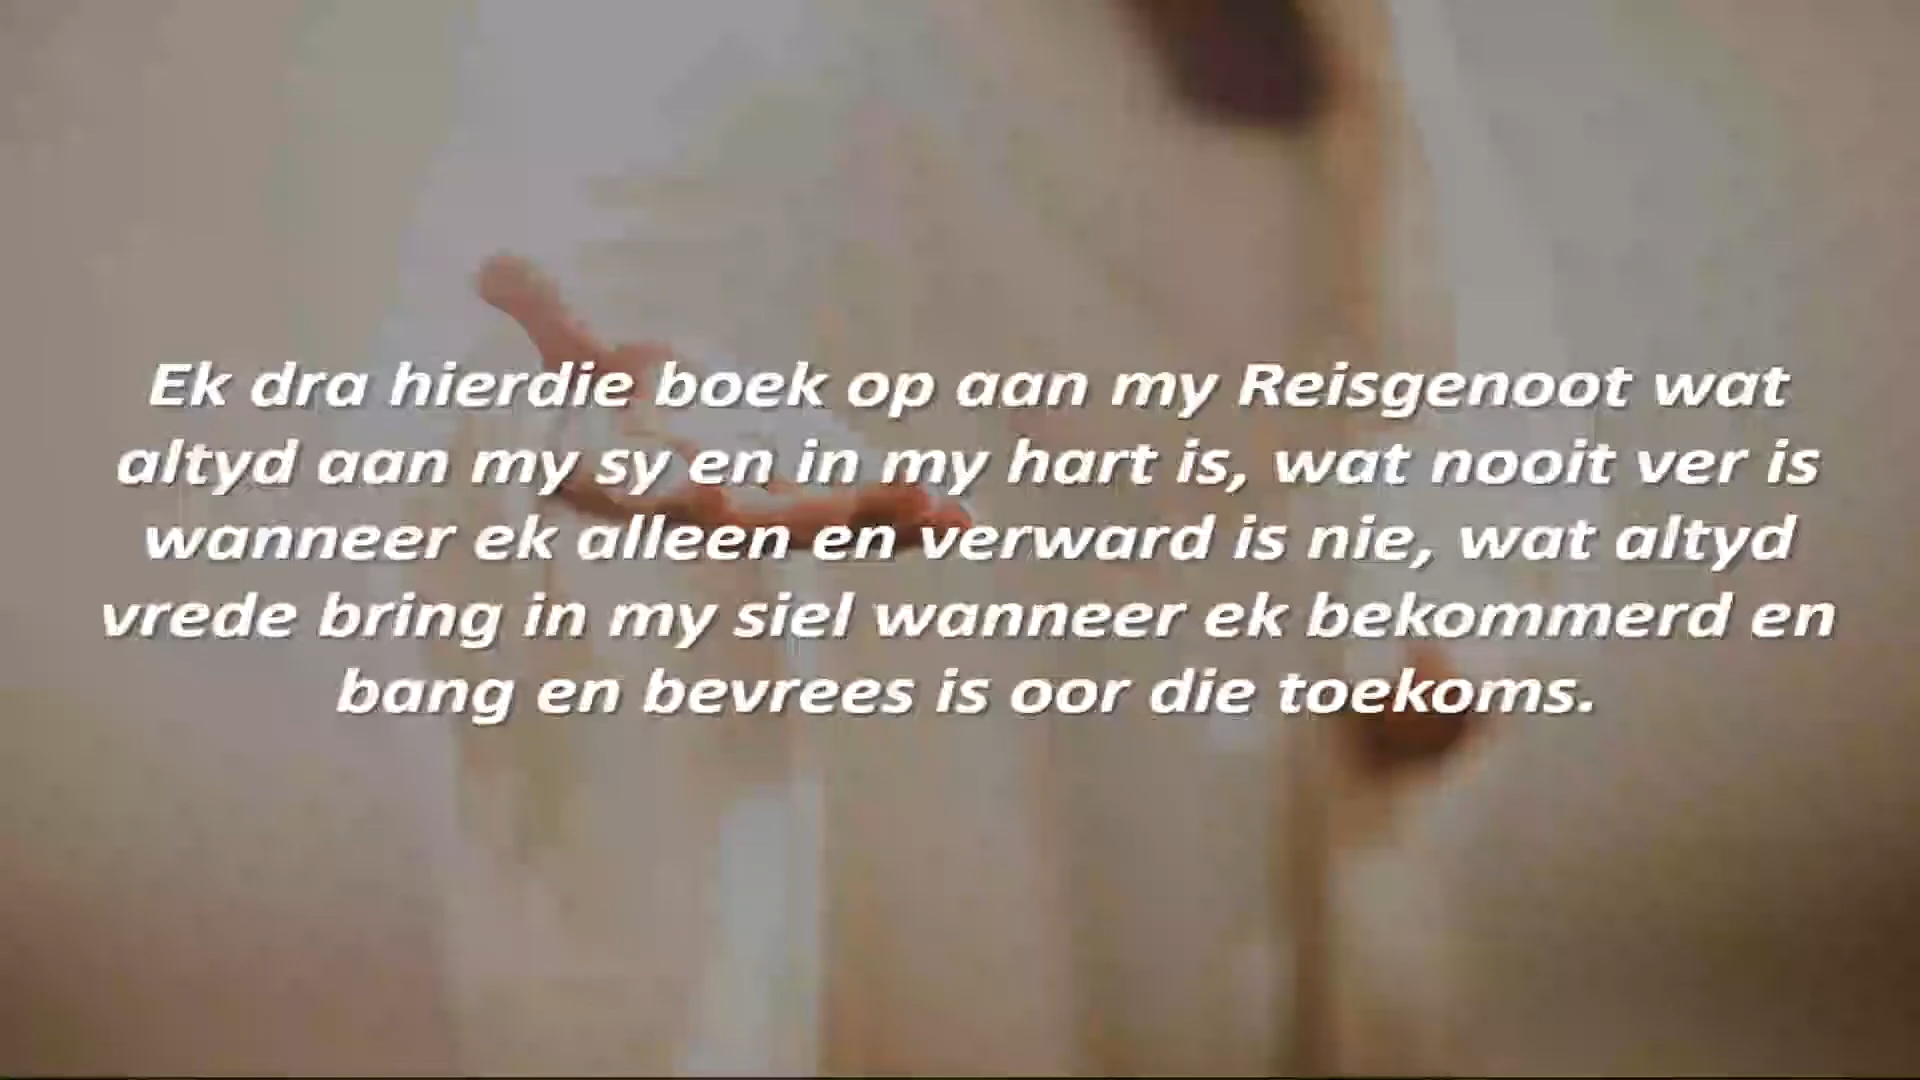 Ek dra hierdie boek op aan my Reisgenoot wat
altyd aan my sy en in my hart is, wat nooit ver is
wanneer ek alleen en verward is nie, wat altyd
vrede bring in my siel wanneer ek bekommerd en
bang en bevrees is oor die toekoms.